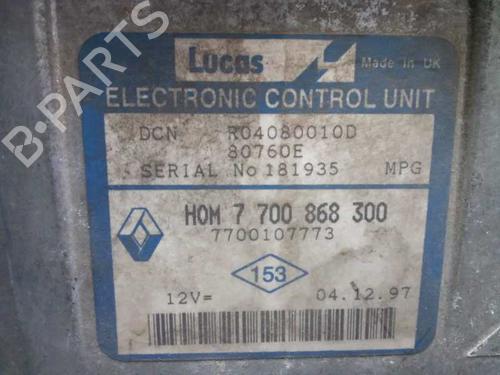 Lucas Made in UK
ELECTRONIC CONTROL UNIT
DCN R04080010D
80760E
SERIAL No 181935 MPG
HOM 7 700 868 300
7700107773
153
12V= 04.12.97
B-PARTS